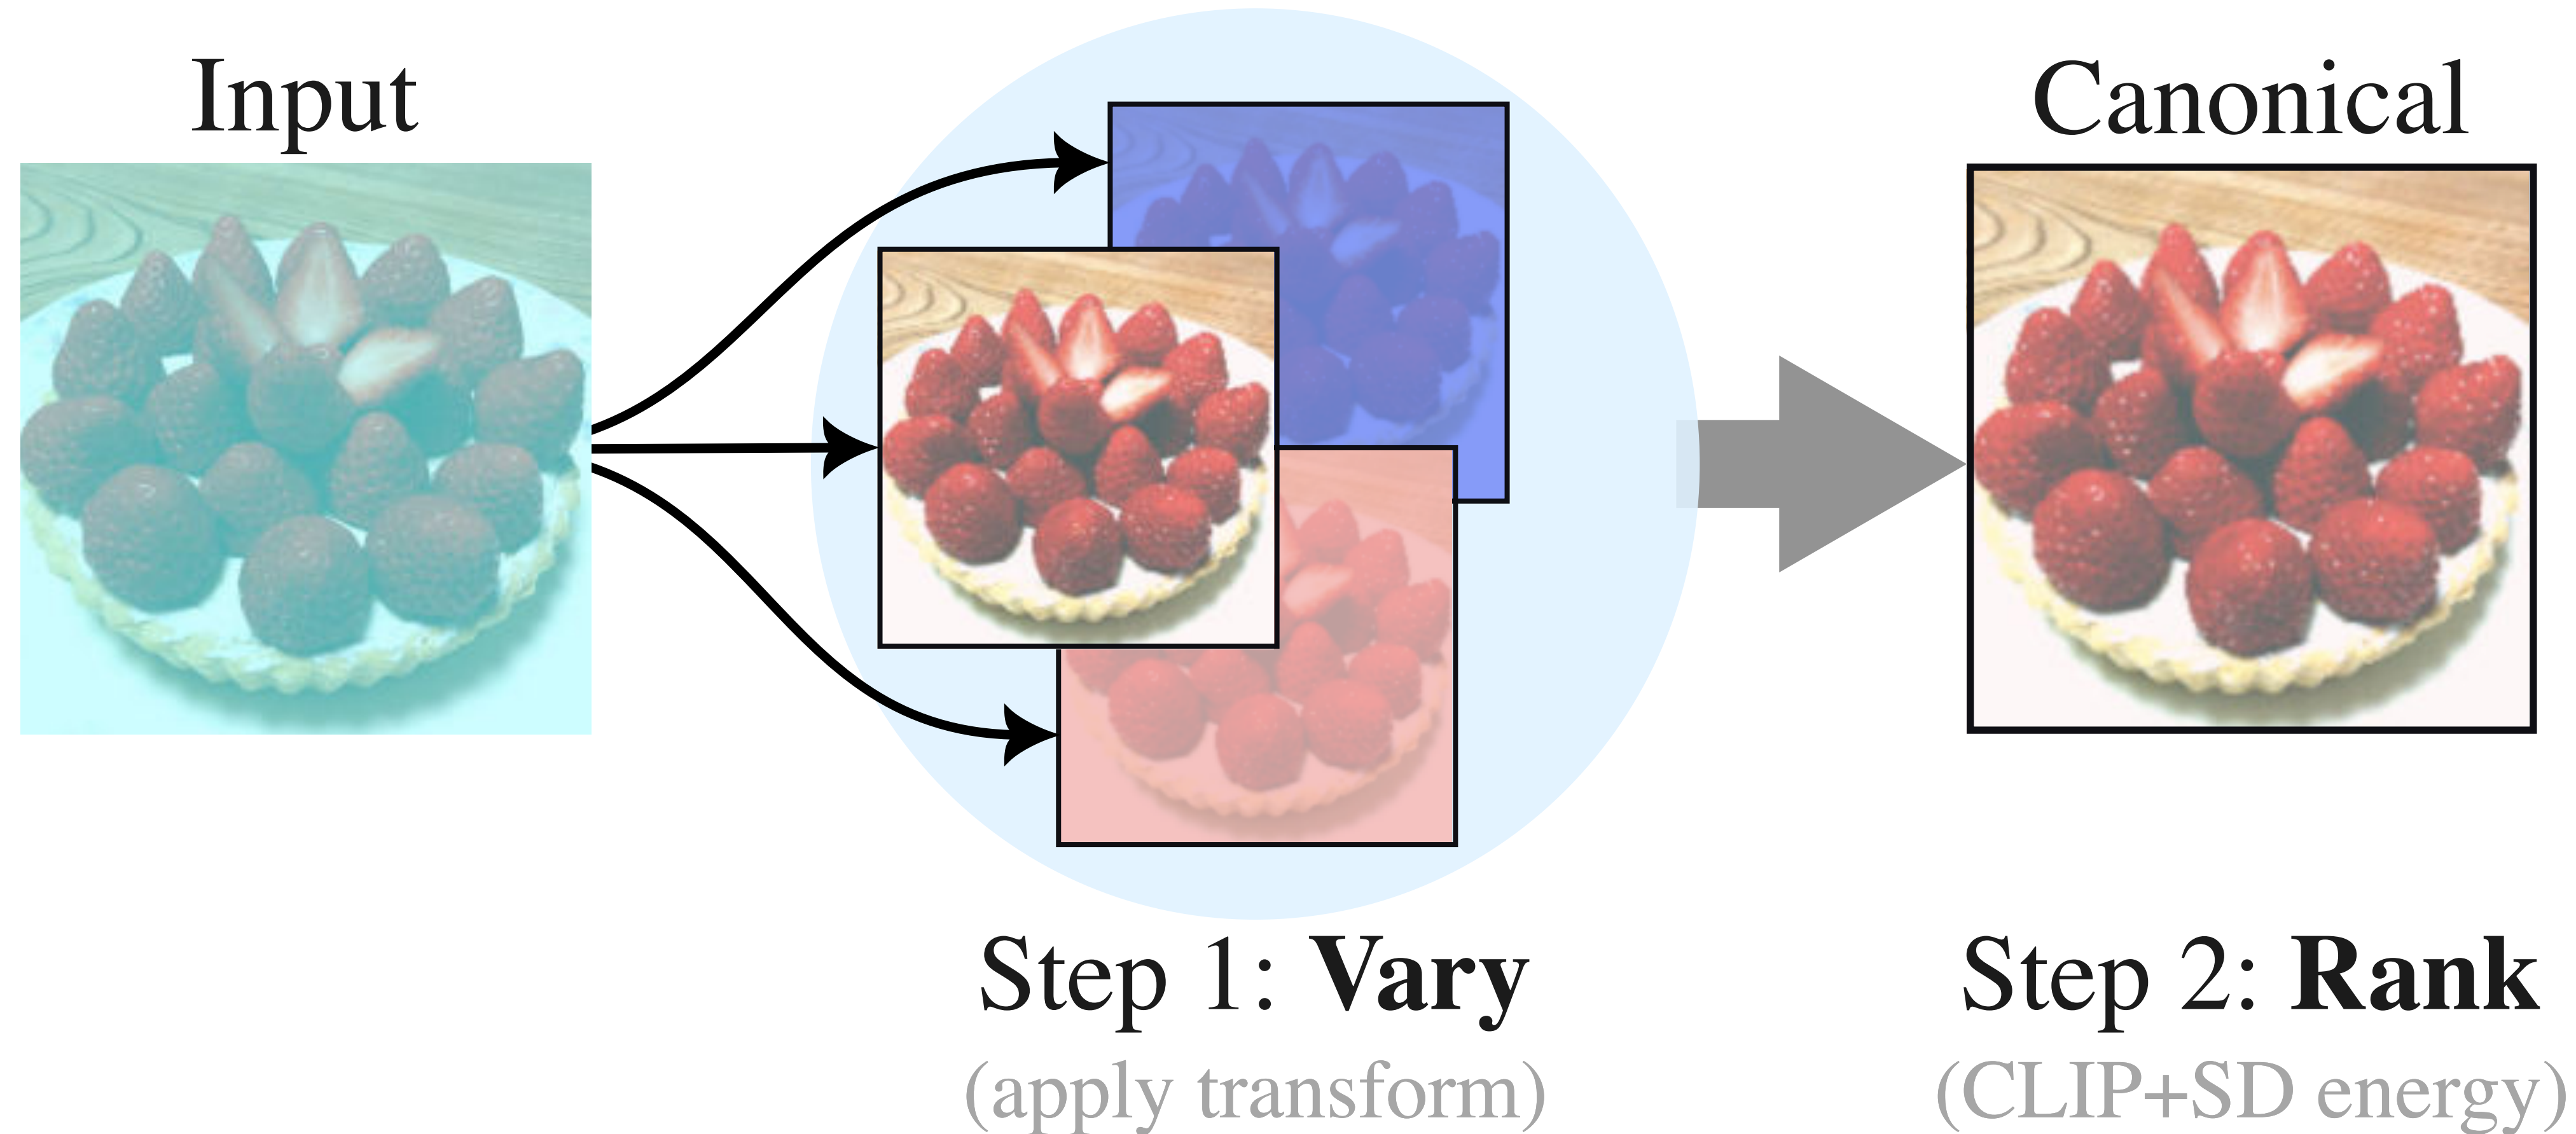 Input
Canonical
Step 1: Vary
(apply transform)
Step 2: Rank
(CLIP+SD energy)